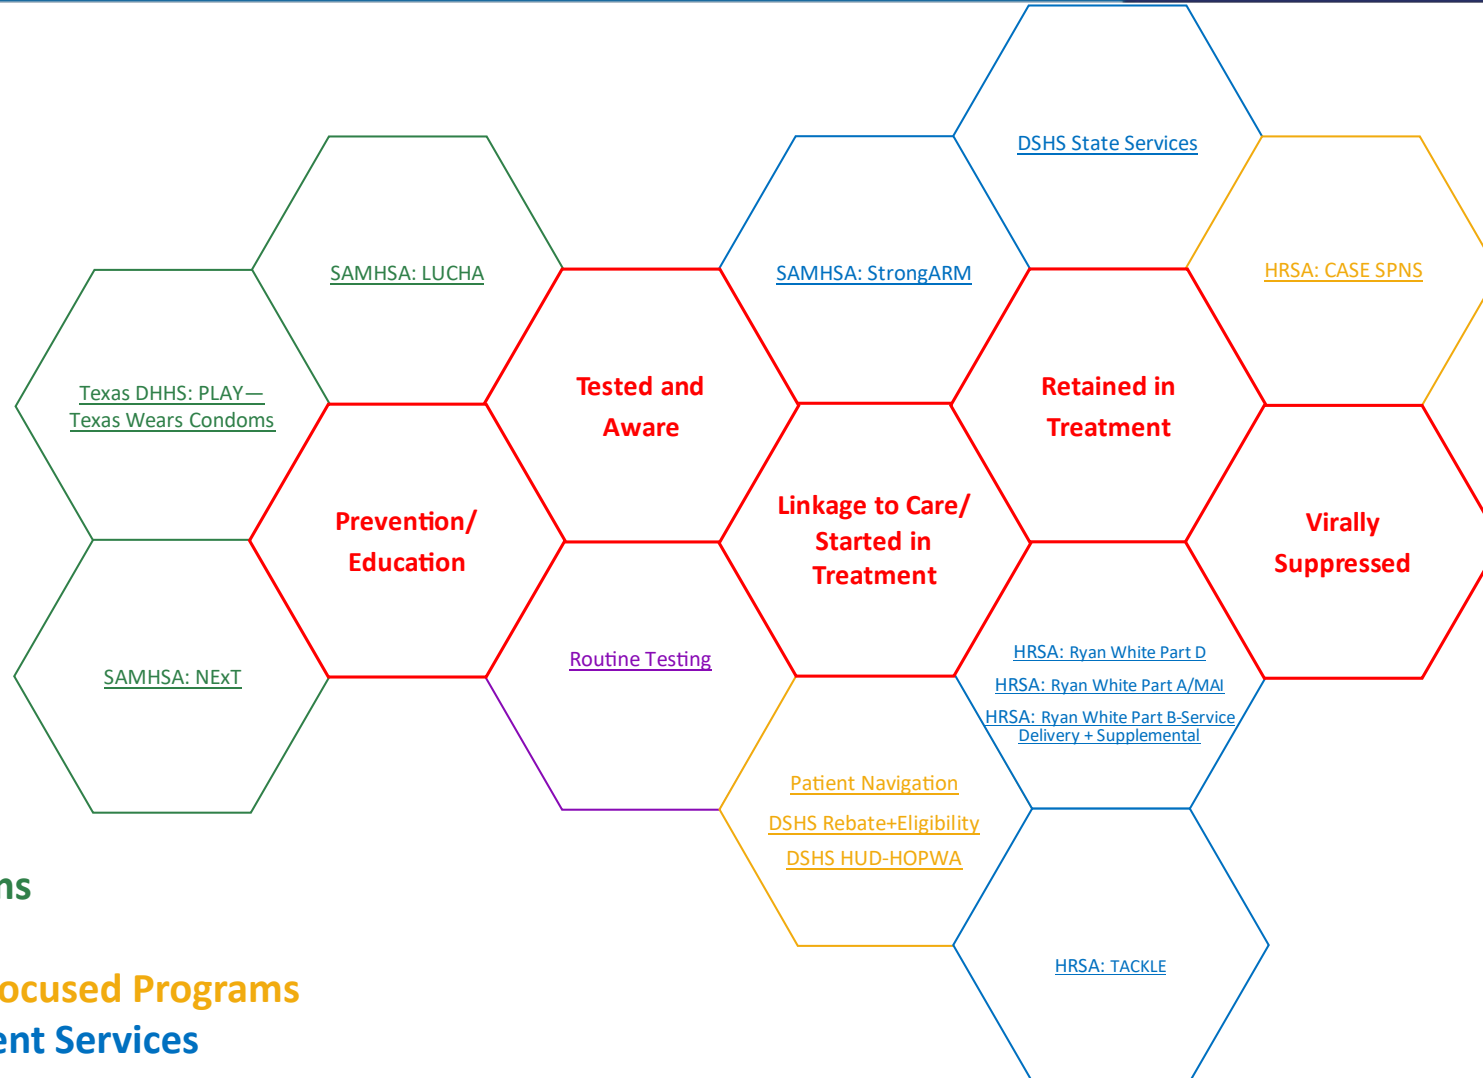 DSHS State Services
SAMHSA: LUCHA
SAMHSA: StrongARM
HRSA: CASE SPNS
Texas DHHS: PLAY—
Texas Wears Condoms
Tested and
Aware
Retained in
Treatment
Prevention/
Education
Linkage to Care/
Started in
Treatment
Virally
Suppressed
SAMHSA: NExT
Routine Testing
HRSA: Ryan White Part D
HRSA: Ryan White Part A/MAI
HRSA: Ryan White Part B-Service
Delivery + Supplemental
Patient Navigation
DSHS Rebate+Eligibility
DSHS HUD-HOPWA
HRSA: TACKLE
ns
ocused Programs
ent Services